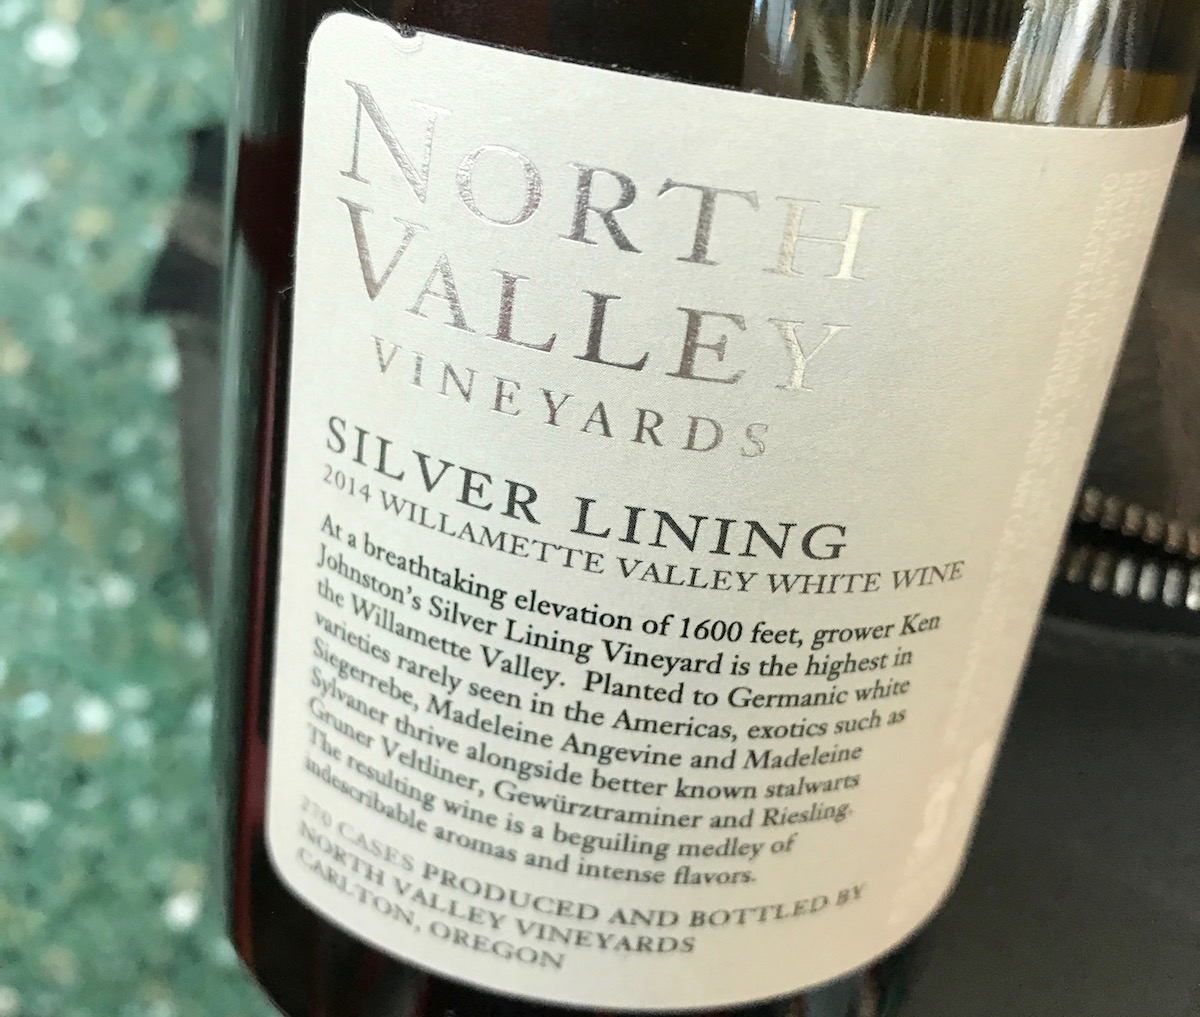 NORTH
VALLEY
VINEYARDS
SILVER LINING
2014 WILLAMETTE VALLEY WHITE WINE
At a breathtaking elevation of 1600 feet, grower Ken
Johnston's Silver Lining Vineyard is the highest in
the Willamette Valley. Planted to Germanic white
varieties rarely seen in the Americas, exotics such as
Siegerrebe, Madeleine Angevine and Madeleine
Sylvaner thrive alongside better known stalwarts
Gruner Veltliner, Gewürztraminer and Riesling.
The resulting wine is a beguiling medley of
indescribable aromas and intense flavors.
270 CASES PRODUCED AND BOTTLED BY
NORTH VALLEY VINEYARDS
CARLTON, OREGON